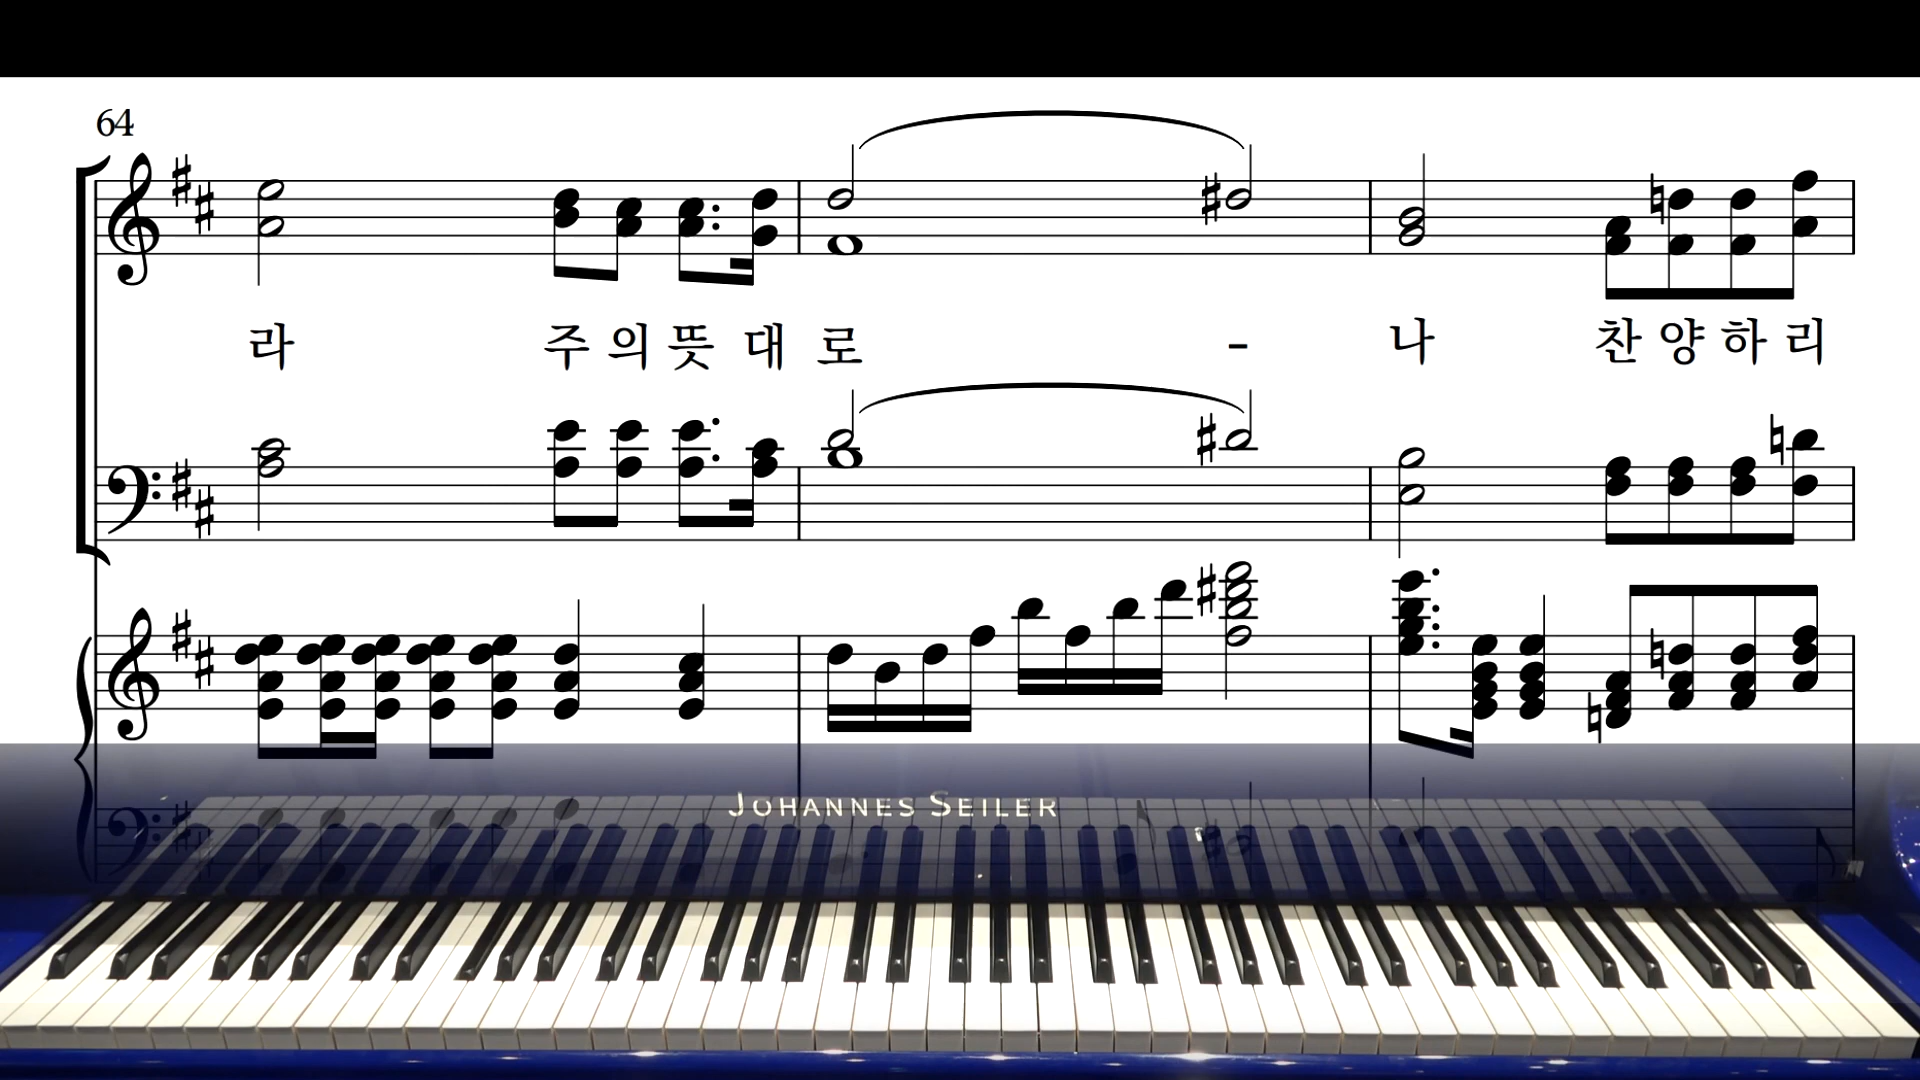 64
라 주 의 뜻 대 로 - 나 찬 양 하 리
JOHANNES SEILER